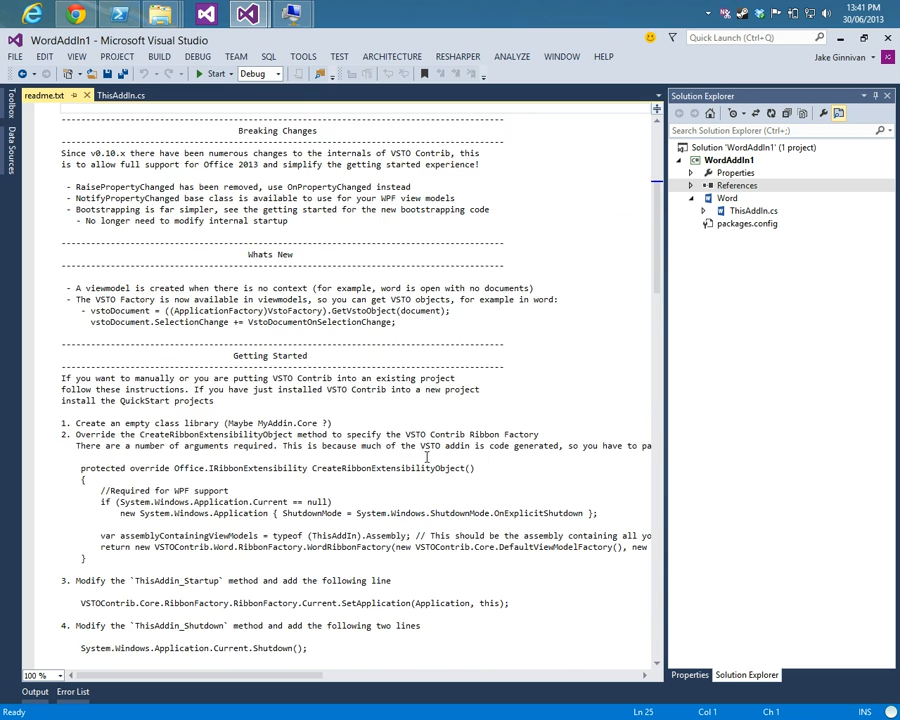 13:41 PM
30/06/2013
WordAddIn1 - Microsoft Visual Studio
Quick Launch (Ctrl+Q)
FILE EDIT VIEW PROJECT BUILD DEBUG TEAM SQL TOOLS TEST ARCHITECTURE RESHARPER ANALYZE WINDOW HELP
Jake Ginnivan
Start Debug
Toolbox
Data Sources
readme.txt ThisAddIn.cs
--------------------------------------------------------------------------
Breaking Changes
--------------------------------------------------------------------------
Since v0.10.x there have been numerous changes to the internals of VSTO Contrib, this
is to allow full support for Office 2013 and simplify the getting started experience!
- RaisePropertyChanged has been removed, use OnPropertyChanged instead
- NotifyPropertyChanged base class is available to use for your WPF view models
- Bootstrapping is far simpler, see the getting started for the new bootstrapping code
- No longer need to modify internal startup
--------------------------------------------------------------------------
Whats New
--------------------------------------------------------------------------
- A viewmodel is created when there is no context (for example, word is open with no documents)
- The VSTO Factory is now available in viewmodels, so you can get VSTO objects, for example in word:
- vstoDocument = ((ApplicationFactory)VstoFactory).GetVstoObject(document);
vstoDocument.SelectionChange += VstoDocumentOnSelectionChange;
--------------------------------------------------------------------------
Getting Started
--------------------------------------------------------------------------
If you want to manually or you are putting VSTO Contrib into an existing project
follow these instructions. If you have just installed VSTO Contrib into a new project
install the QuickStart projects
1. Create an empty class library (Maybe MyAddin.Core ?)
2. Override the CreateRibbonExtensibilityObject method to specify the VSTO Contrib Ribbon Factory
There are a number of arguments required. This is because much of the VSTO addin is code generated, so you have to pa
protected override Office.IRibbonExtensibility CreateRibbonExtensibilityObject()
{
//Required for WPF support
if (System.Windows.Application.Current == null)
new System.Windows.Application { ShutdownMode = System.Windows.ShutdownMode.OnExplicitShutdown };
var assemblyContainingViewModels = typeof (ThisAddIn).Assembly; // This should be the assembly containing all yo
return new VSTOContrib.Word.RibbonFactory.WordRibbonFactory(new VSTOContrib.Core.DefaultViewModelFactory(), new
}
3. Modify the `ThisAddin_Startup` method and add the following line
VSTOContrib.Core.RibbonFactory.RibbonFactory.Current.SetApplication(Application, this);
4. Modify the `ThisAddin_Shutdown` method and add the following two lines
System.Windows.Application.Current.Shutdown();
100 %
Solution Explorer
Search Solution Explorer (Ctrl+;)
Solution 'WordAddIn1' (1 project)
WordAddIn1
Properties
References
Word
ThisAddIn.cs
packages.config
Properties Solution Explorer
Output Error List
Ready Ln 25 Col 1 Ch 1 INS